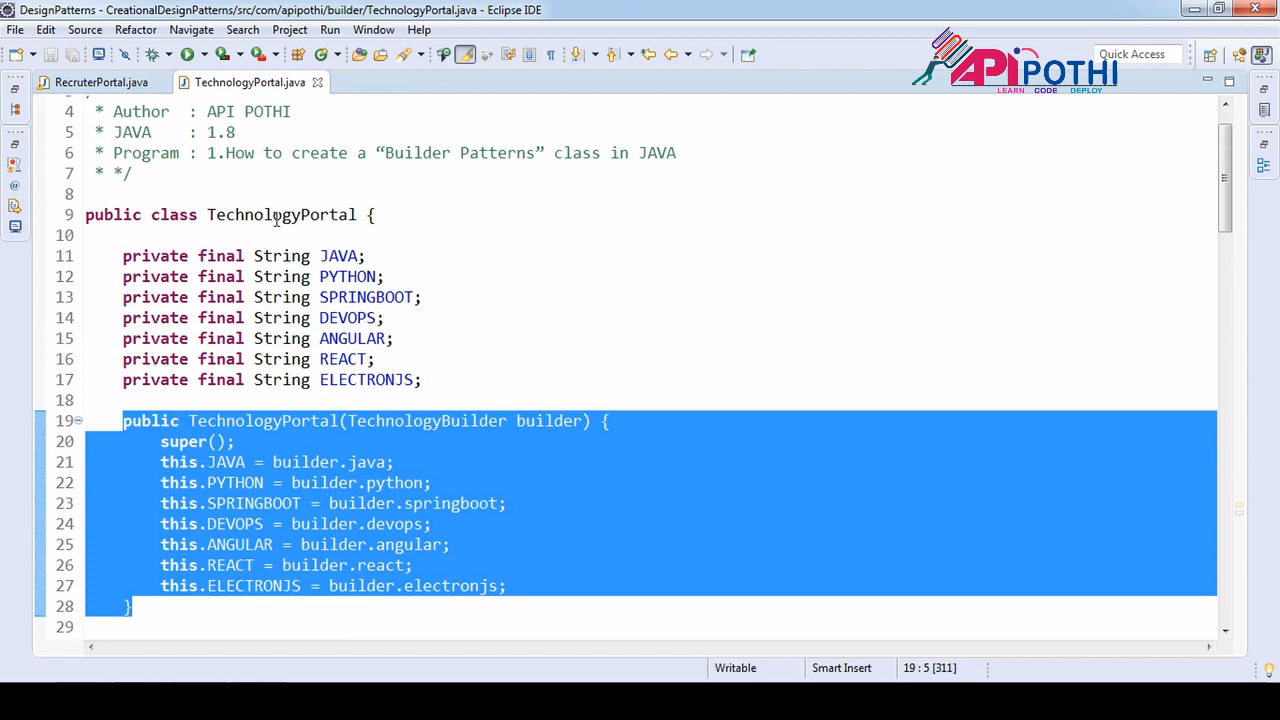 DesignPatterns - CreationalDesignPatterns/src/com/apipothi/builder/TechnologyPortal.java - Eclipse IDE
File Edit Source Refactor Navigate Search Project Run Window Help
Quick Access
APiPOTHI
LEARN CODE DEPLOY
RecruterPortal.java TechnologyPortal.java
4 * Author : API POTHI
5 * JAVA : 1.8
6 * Program : 1.How to create a “Builder Patterns” class in JAVA
7 * */
8
9 public class TechnologyPortal {
10
11 private final String JAVA;
12 private final String PYTHON;
13 private final String SPRINGBOOT;
14 private final String DEVOPS;
15 private final String ANGULAR;
16 private final String REACT;
17 private final String ELECTRONJS;
18
19 public TechnologyPortal(TechnologyBuilder builder) {
20 super();
21 this.JAVA = builder.java;
22 this.PYTHON = builder.python;
23 this.SPRINGBOOT = builder.springboot;
24 this.DEVOPS = builder.devops;
25 this.ANGULAR = builder.angular;
26 this.REACT = builder.react;
27 this.ELECTRONJS = builder.electronjs;
28 }
29
Writable Smart Insert 19 : 5 [311]